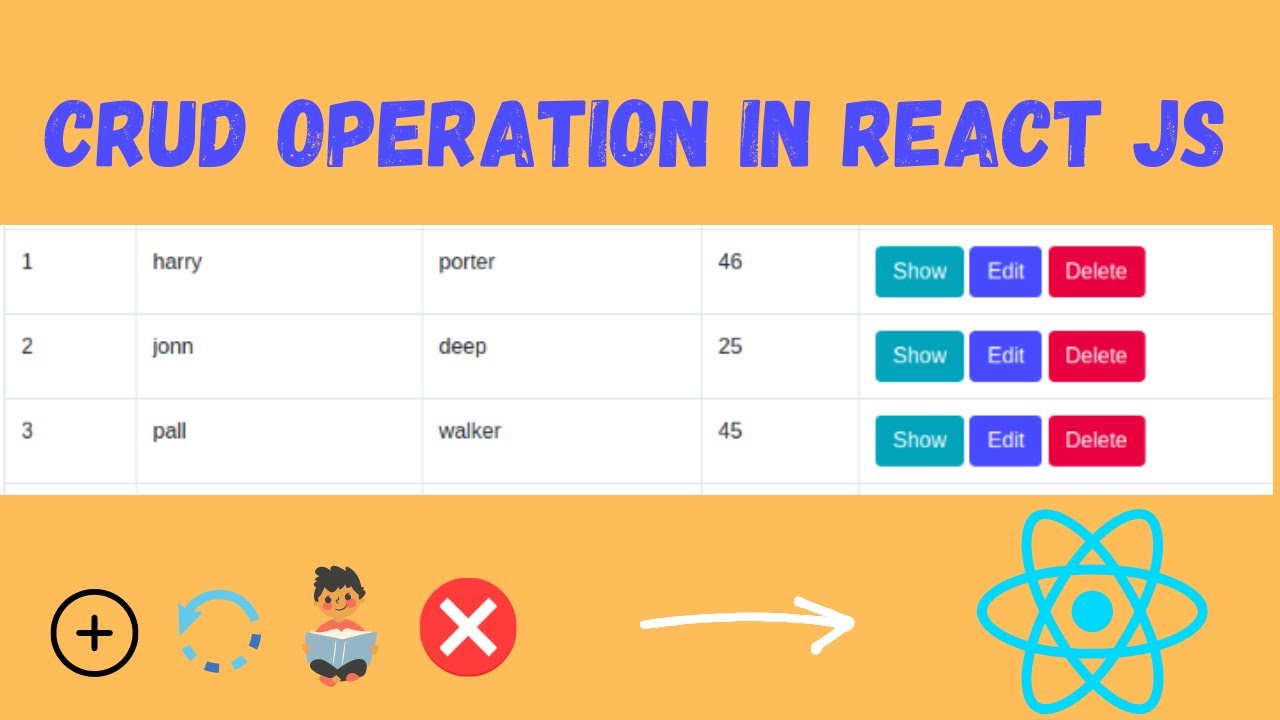 CRUD OPERATION IN REACT JS
1 harry porter 46 Show Edit Delete
2 jonn deep 25 Show Edit Delete
3 pall walker 45 Show Edit Delete